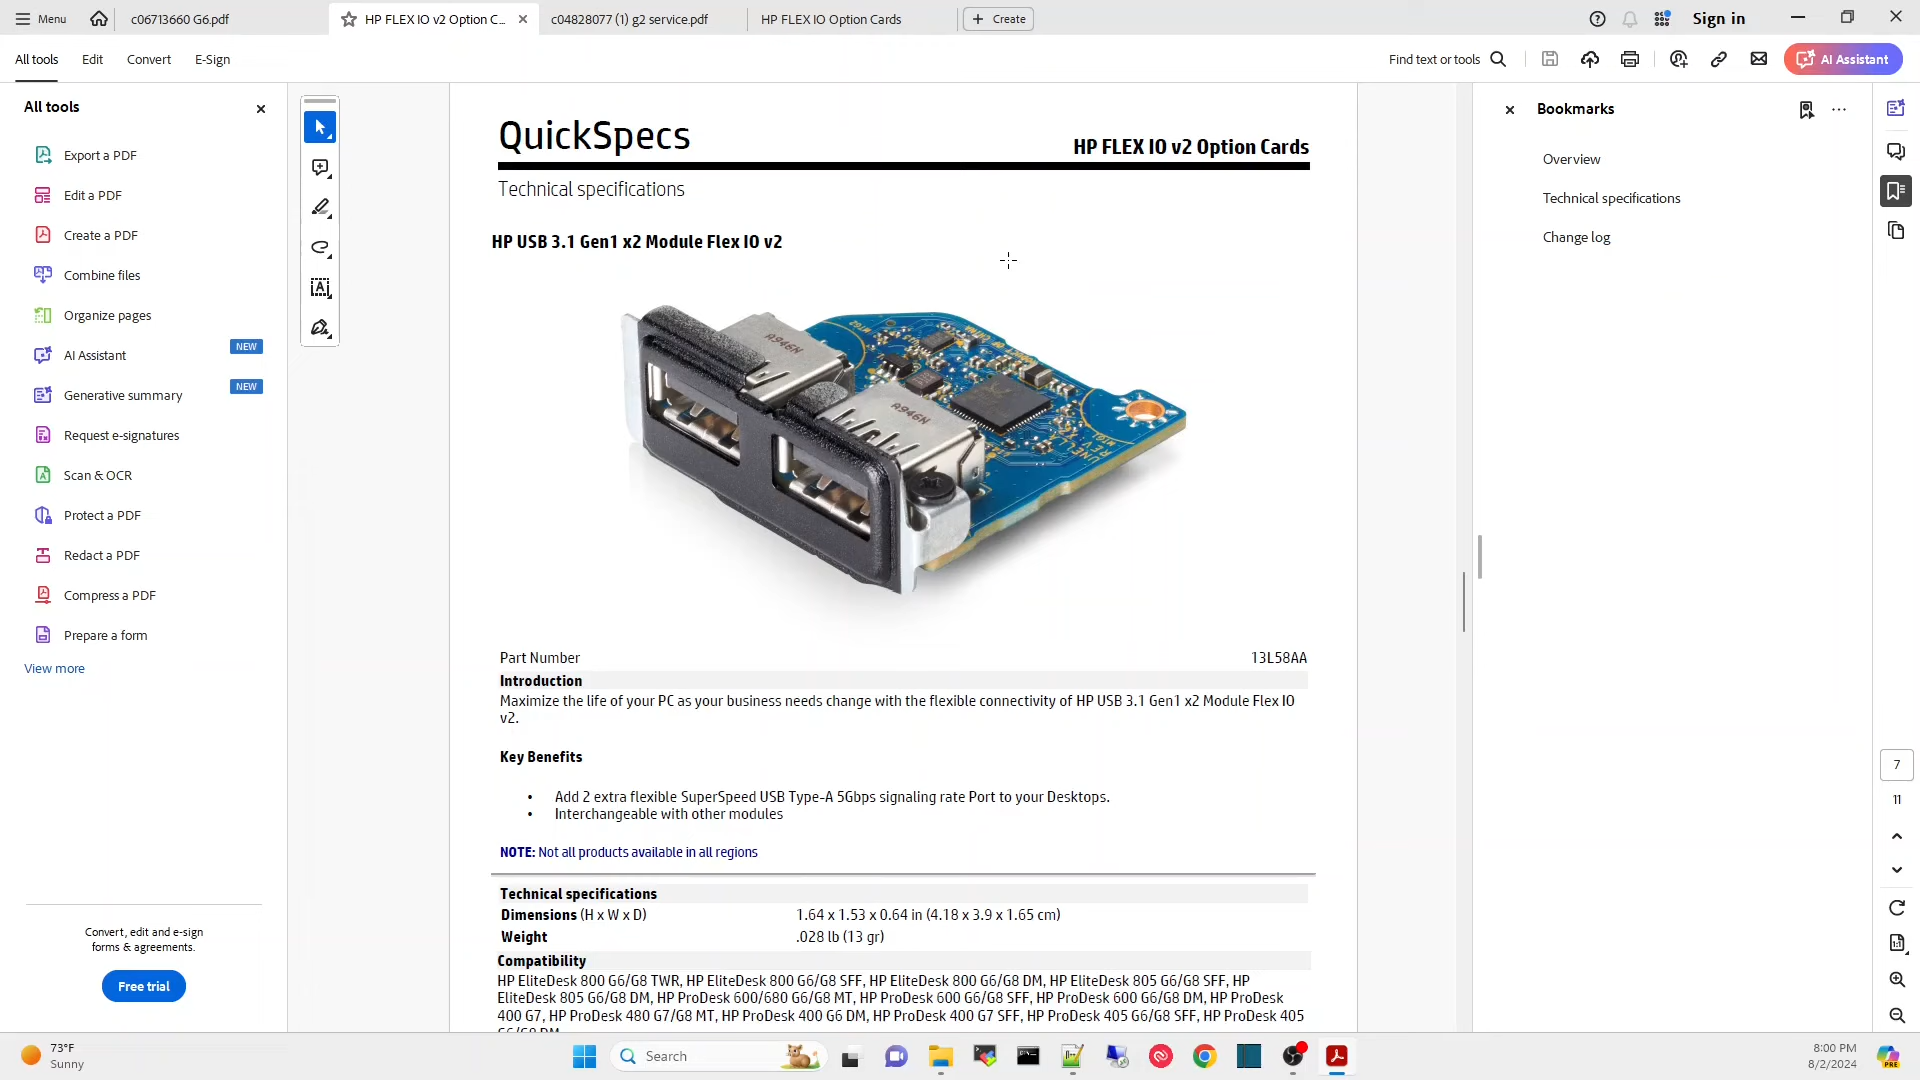 Menu
c06713660 G6.pdf
HP FLEX IO v2 Option C...
c04828077 (1) g2 service.pdf
HP FLEX IO Option Cards
Create
Sign in
All tools
Edit
Convert
E-Sign
Find text or tools
AI Assistant
All tools
Export a PDF
Edit a PDF
Create a PDF
Combine files
Organize pages
AI Assistant
NEW
Generative summary
NEW
Request e-signatures
Scan & OCR
Protect a PDF
Redact a PDF
Compress a PDF
Prepare a form
View more
Convert, edit and e-sign
forms & agreements.
Free trial
QuickSpecs
HP FLEX IO v2 Option Cards
Technical specifications
HP USB 3.1 Gen1 x2 Module Flex IO v2
A946N
A946N
MTG2
MTG1
REV X2A
Part Number
13L58AA
Introduction
Maximize the life of your PC as your business needs change with the flexible connectivity of HP USB 3.1 Gen1 x2 Module Flex IO
v2.
Key Benefits
• Add 2 extra flexible SuperSpeed USB Type-A 5Gbps signaling rate Port to your Desktops.
• Interchangeable with other modules
NOTE: Not all products available in all regions
Technical specifications
Dimensions (H x W x D) 1.64 x 1.53 x 0.64 in (4.18 x 3.9 x 1.65 cm)
Weight .028 lb (13 gr)
Compatibility
HP EliteDesk 800 G6/G8 TWR, HP EliteDesk 800 G6/G8 SFF, HP EliteDesk 800 G6/G8 DM, HP EliteDesk 805 G6/G8 SFF, HP
EliteDesk 805 G6/G8 DM, HP ProDesk 600/680 G6/G8 MT, HP ProDesk 600 G6/G8 SFF, HP ProDesk 600 G6/G8 DM, HP ProDesk
400 G7, HP ProDesk 480 G7/G8 MT, HP ProDesk 400 G6 DM, HP ProDesk 400 G7 SFF, HP ProDesk 405 G6/G8 SFF, HP ProDesk 405
G6/G8 DM
Bookmarks
Overview
Technical specifications
Change log
7
11
73°F
Sunny
Search
8:00 PM
8/2/2024
PRE